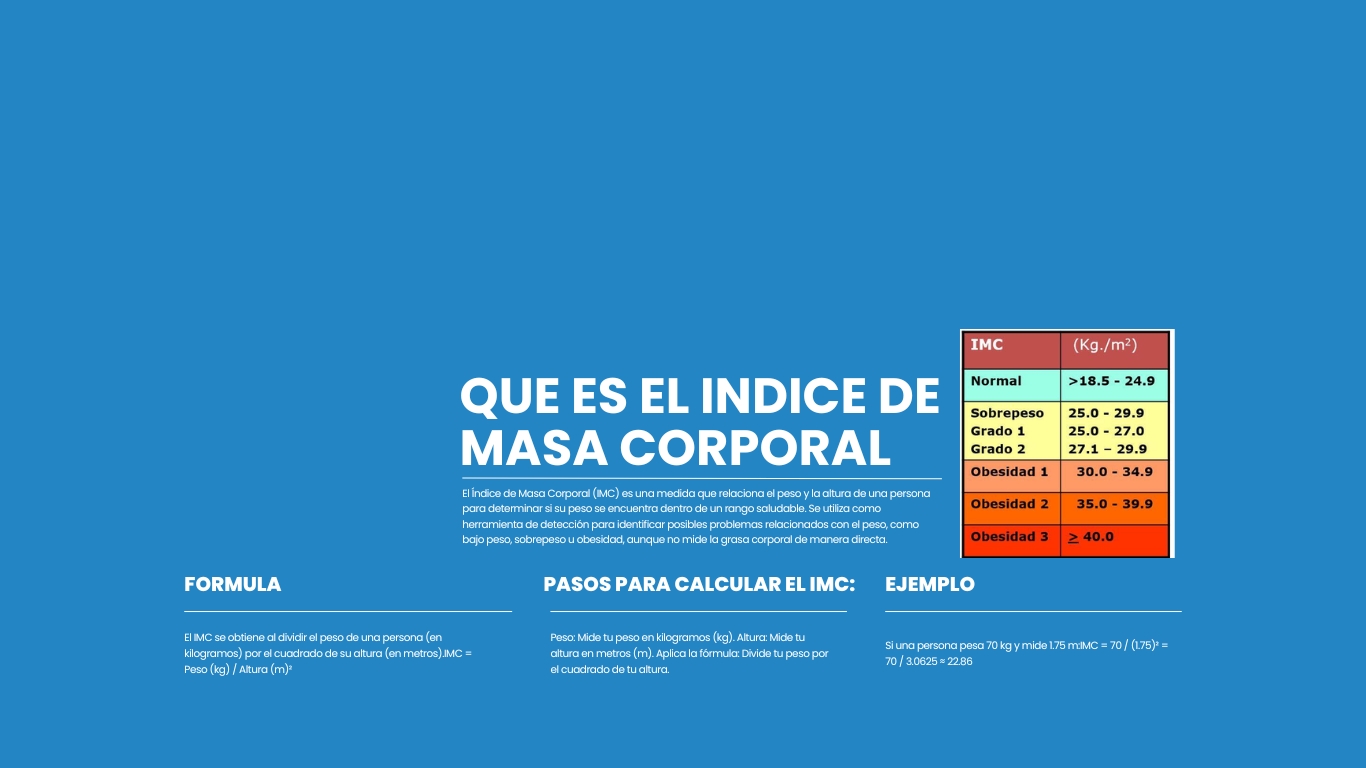 QUE ES EL INDICE DE
MASA CORPORAL
El Índice de Masa Corporal (IMC) es una medida que relaciona el peso y la altura de una persona
para determinar si su peso se encuentra dentro de un rango saludable. Se utiliza como
herramienta de detección para identificar posibles problemas relacionados con el peso, como
bajo peso, sobrepeso u obesidad, aunque no mide la grasa corporal de manera directa.
IMC (Kg./m²)
Normal >18.5 - 24.9
Sobrepeso 25.0 - 29.9
Grado 1 25.0 - 27.0
Grado 2 27.1 – 29.9
Obesidad 1 30.0 - 34.9
Obesidad 2 35.0 - 39.9
Obesidad 3 ≥ 40.0
FORMULA
El IMC se obtiene al dividir el peso de una persona (en
kilogramos) por el cuadrado de su altura (en metros).IMC =
Peso (kg) / Altura (m)²
PASOS PARA CALCULAR EL IMC:
Peso: Mide tu peso en kilogramos (kg). Altura: Mide tu
altura en metros (m). Aplica la fórmula: Divide tu peso por
el cuadrado de tu altura.
EJEMPLO
Si una persona pesa 70 kg y mide 1.75 m:IMC = 70 / (1.75)² =
70 / 3.0625 ≈ 22.86